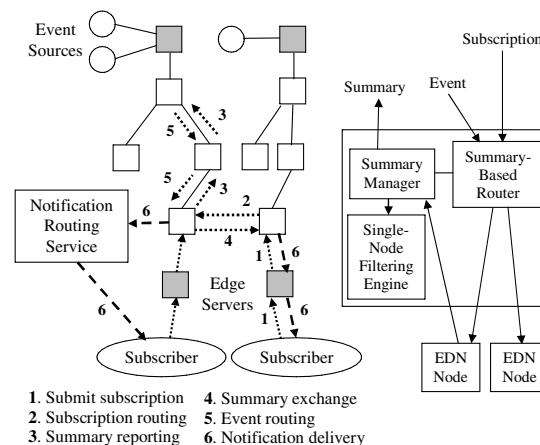 Event
Sources
3
5
5
3
2
4
6
1
6
1
6
6
Notification
Routing
Service
Edge
Servers
Subscriber
Subscriber
Subscription
Event
Summary
Summary
Manager
Summary-
Based
Router
Single-
Node
Filtering
Engine
EDN
Node
EDN
Node
1. Submit subscription
2. Subscription routing
3. Summary reporting
4. Summary exchange
5. Event routing
6. Notification delivery